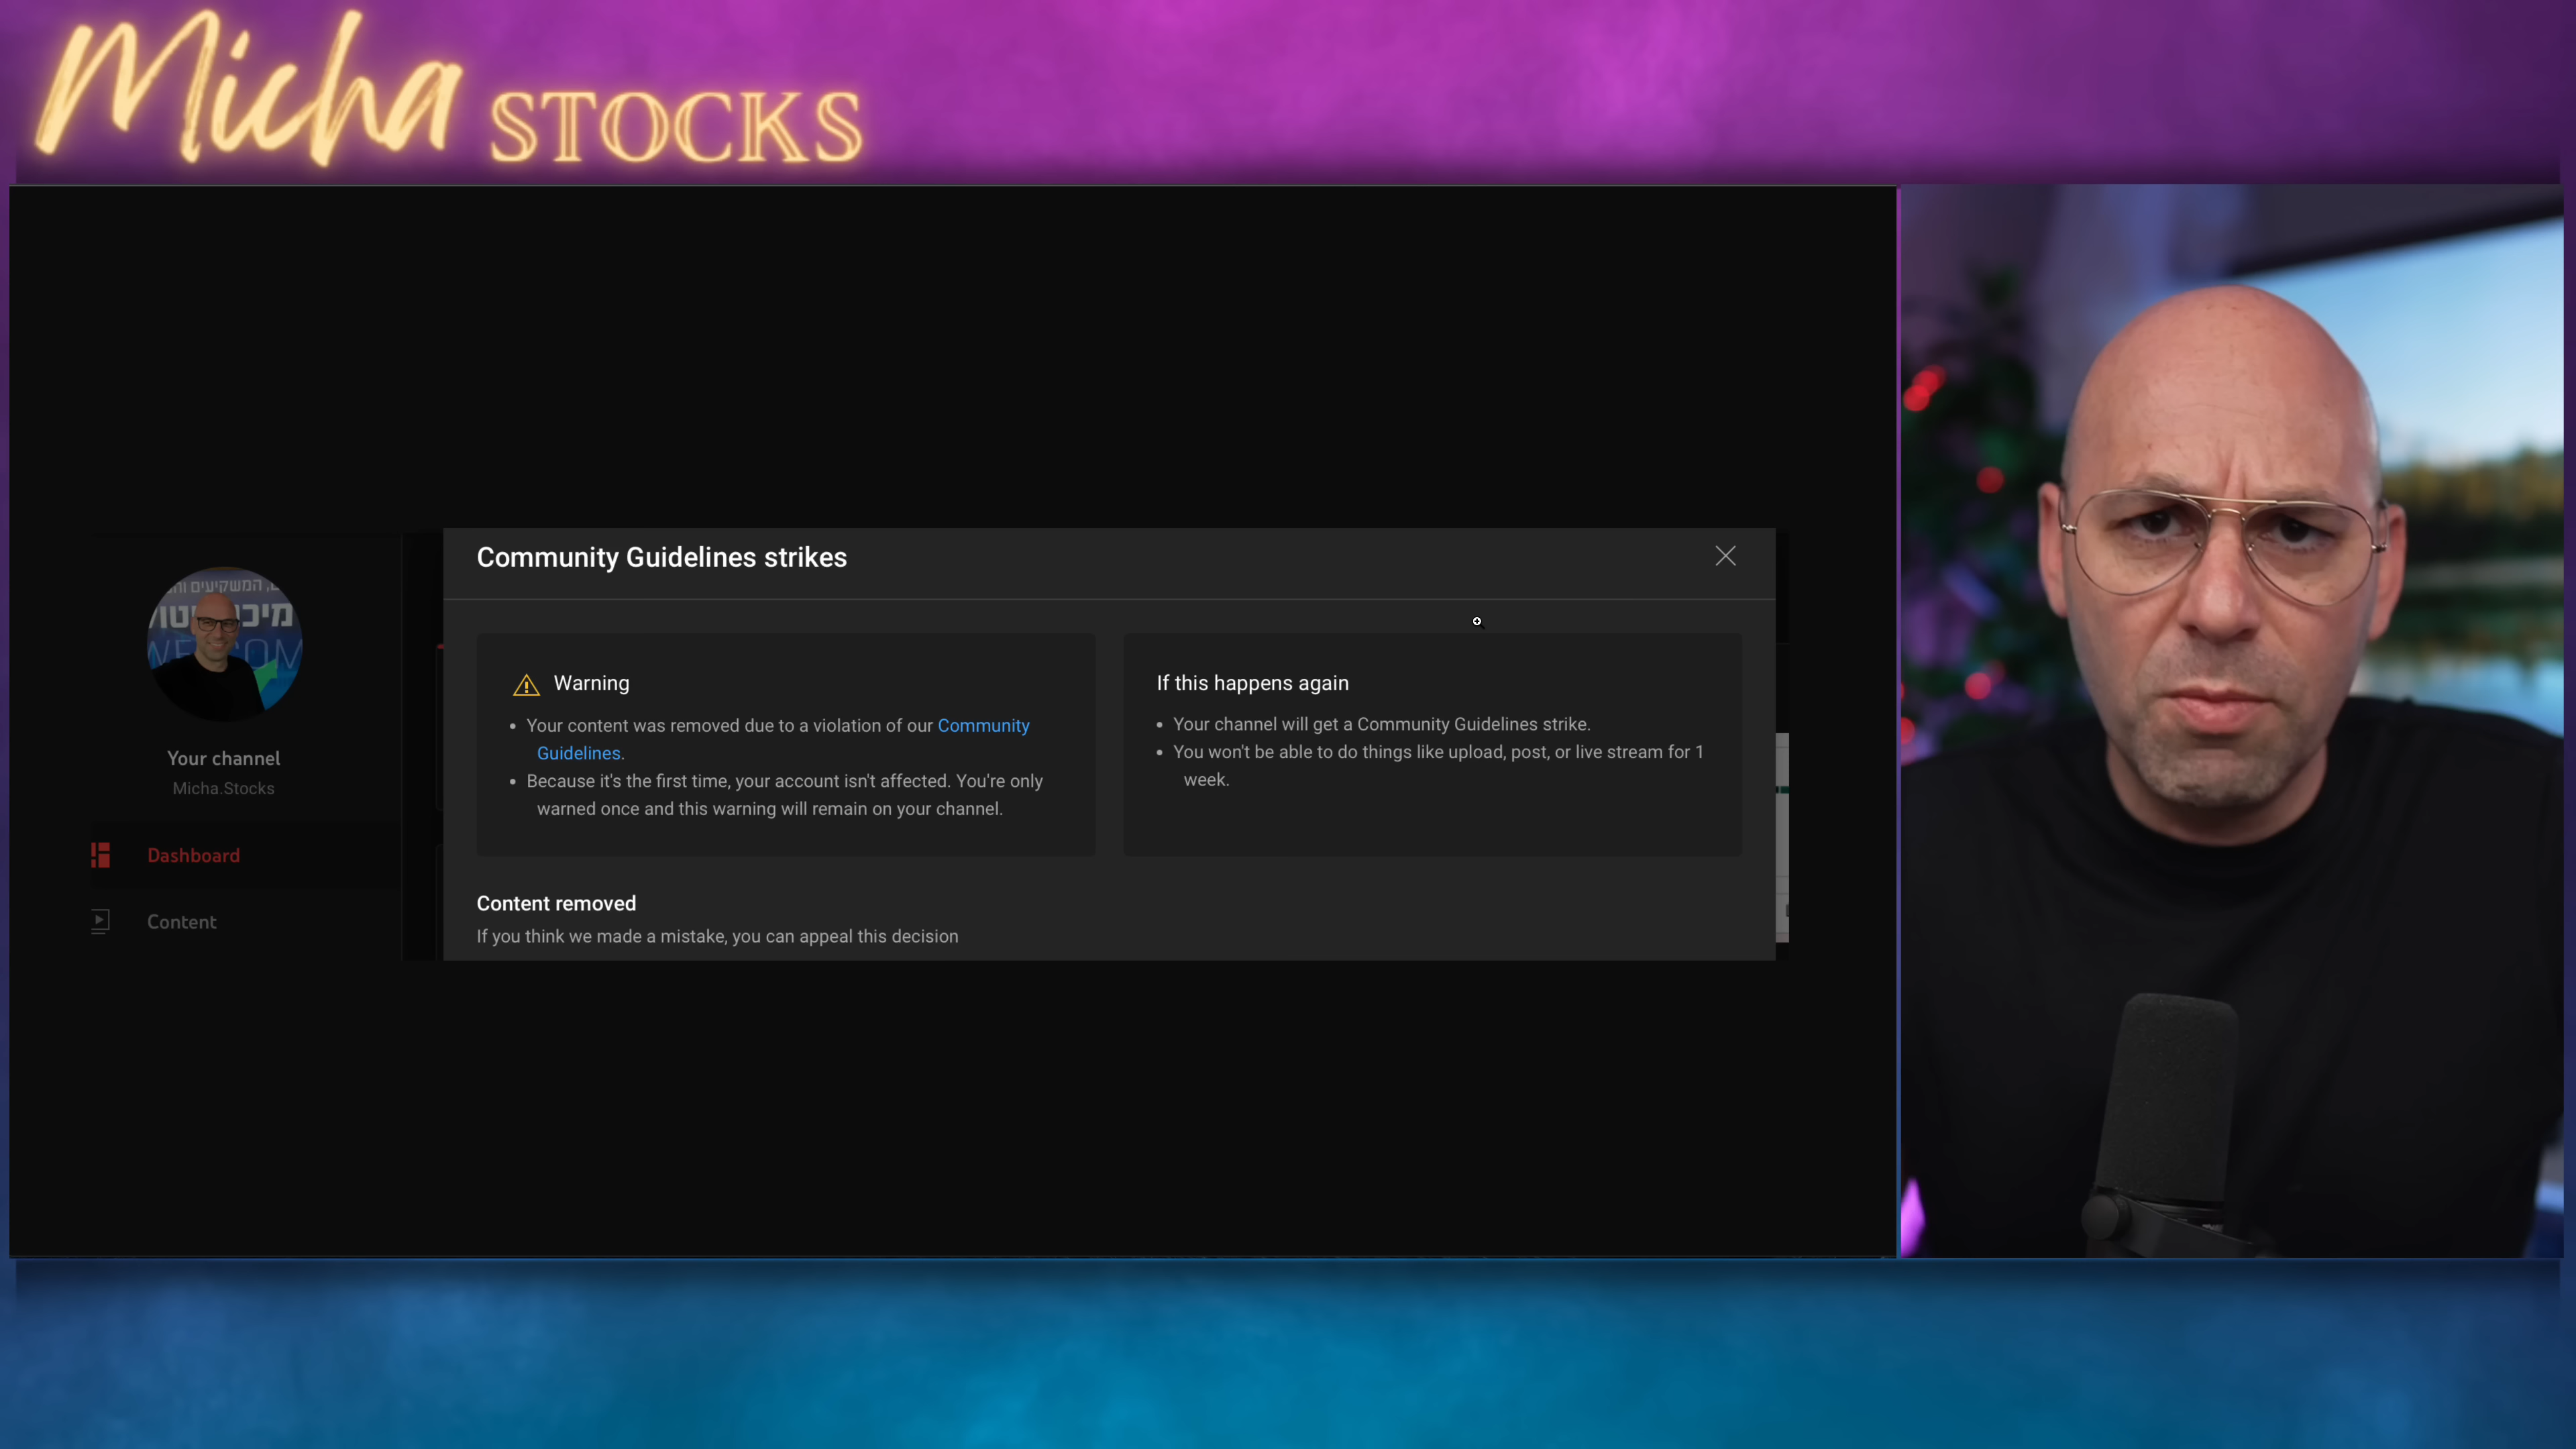 Micha STOCKS
Community Guidelines strikes
המשקיעים
WELCOM
Your channel
Micha.Stocks
Dashboard
Content
Warning
• Your content was removed due to a violation of our Community
Guidelines.
• Because it's the first time, your account isn't affected. You're only
warned once and this warning will remain on your channel.
If this happens again
• Your channel will get a Community Guidelines strike.
• You won't be able to do things like upload, post, or live stream for 1
week.
Content removed
If you think we made a mistake, you can appeal this decision